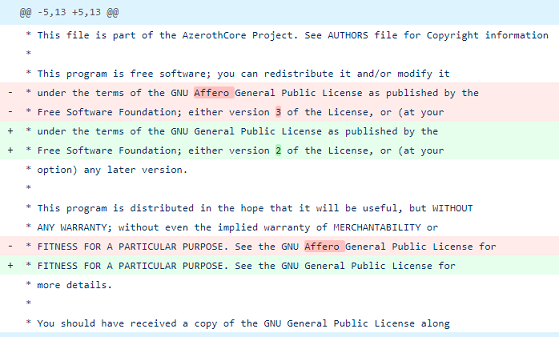 @@ -5,13 +5,13 @@
* This file is part of the AzerothCore Project. See AUTHORS file for Copyright information
*
* This program is free software; you can redistribute it and/or modify it
- * under the terms of the GNU Affero General Public License as published by the
- * Free Software Foundation; either version 3 of the License, or (at your
+ * under the terms of the GNU General Public License as published by the
+ * Free Software Foundation; either version 2 of the License, or (at your
* option) any later version.
*
* This program is distributed in the hope that it will be useful, but WITHOUT
* ANY WARRANTY; without even the implied warranty of MERCHANTABILITY or
- * FITNESS FOR A PARTICULAR PURPOSE. See the GNU Affero General Public License for
+ * FITNESS FOR A PARTICULAR PURPOSE. See the GNU General Public License for
* more details.
*
* You should have received a copy of the GNU General Public License along